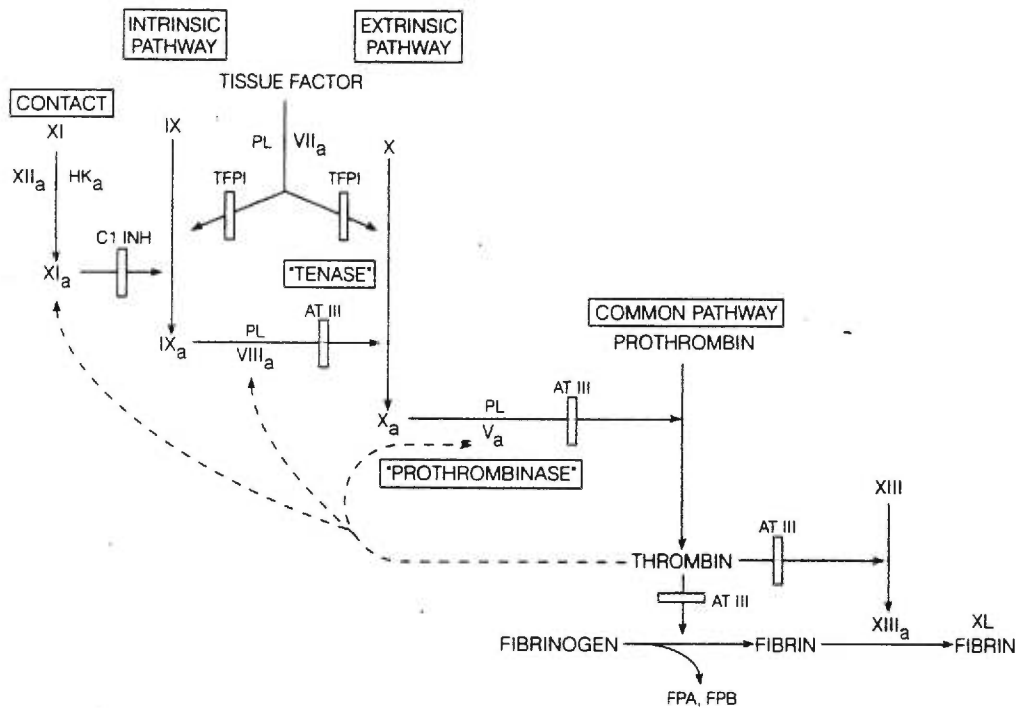 INTRINSIC
PATHWAY
EXTRINSIC
PATHWAY
TISSUE FACTOR
CONTACT
XI
IX
PL VIIa
X
XIIa HKa
TFPI
TFPI
C1 INH
XIa
"TENASE"
IXa
PL
VIIIa
AT III
COMMON PATHWAY
PROTHROMBIN
Xa
PL
Va
AT III
"PROTHROMBINASE"
XIII
THROMBIN
AT III
AT III
XIIIa
FIBRINOGEN
FIBRIN
XL
FIBRIN
FPA, FPB